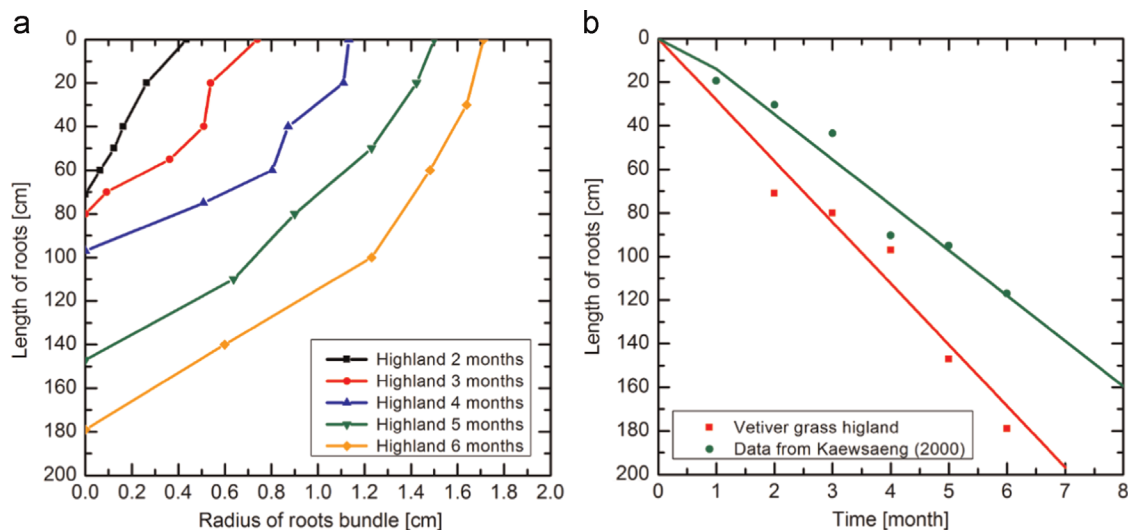 a
0
20
40
60
80
100
120
140
160
180
200
Length of roots [cm]
0.0 0.2 0.4 0.6 0.8 1.0 1.2 1.4 1.6 1.8 2.0
Radius of roots bundle [cm]
Highland 2 months
Highland 3 months
Highland 4 months
Highland 5 months
Highland 6 months
b
0
20
40
60
80
100
120
140
160
180
200
Length of roots [cm]
0 1 2 3 4 5 6 7 8
Time [month]
Vetiver grass higland
Data from Kaewsaeng (2000)